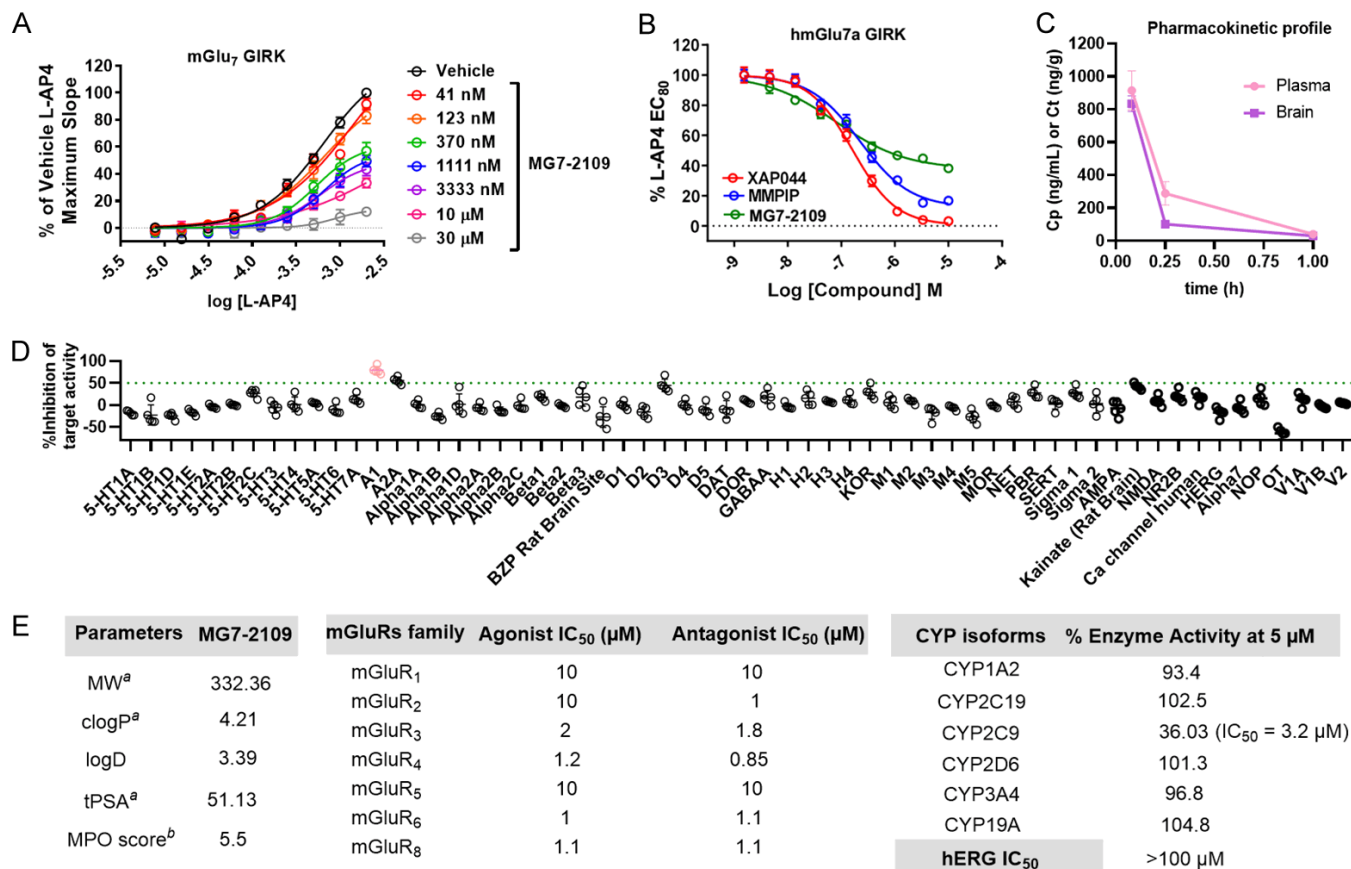 A
mGlu7 GIRK
% of Vehicle L-AP4
Maximum Slope
120
100
80
60
40
20
0
-5.5
-5.0
-4.5
-4.0
-3.5
-3.0
-2.5
log [L-AP4]
Vehicle
41 nM
123 nM
370 nM
1111 nM
3333 nM
10 μM
30 μM
MG7-2109
B
hmGlu7a GIRK
% L-AP4 EC80
120
100
80
60
40
20
0
-9
-8
-7
-6
-5
-4
Log [Compound] M
XAP044
MMPIP
MG7-2109
C
Pharmacokinetic profile
Cp (ng/mL) or Ct (ng/g)
1200
1000
800
600
400
200
0
0.00
0.25
0.50
0.75
1.00
time (h)
Plasma
Brain
D
%Inhibition of
target activity
100
50
0
-50
5-HT1A
5-HT1B
5-HT1D
5-HT1E
5-HT2A
5-HT2B
5-HT2C
5-HT3
5-HT4
5-HT5A
5-HT6
5-HT7A
A1
A2A
Alpha1A
Alpha1B
Alpha1D
Alpha2A
Alpha2B
Alpha2C
Beta1
Beta2
Beta3
BZP Rat Brain Site
D1
D2
D3
D4
D5
DAT
DOR
GABAA
H1
H2
H3
H4
KOR
M1
M2
M3
M4
M5
MOR
NET
PBR
SERT
Sigma 1
Sigma 2
AMPA
Kainate (Rat Brain)
NMDA
NR2B
Ca channel human
HERG
Alpha7
NOP
OT
V1A
V1B
V2
E
Parameters MG7-2109
MWa 332.36
clogPa 4.21
logD 3.39
tPSAa 51.13
MPO scoreb 5.5
mGluRs family Agonist IC50 (μM) Antagonist IC50 (μM)
mGluR1 10 10
mGluR2 10 1
mGluR3 2 1.8
mGluR4 1.2 0.85
mGluR5 10 10
mGluR6 1 1.1
mGluR8 1.1 1.1
CYP isoforms % Enzyme Activity at 5 μM
CYP1A2 93.4
CYP2C19 102.5
CYP2C9 36.03 (IC50 = 3.2 μM)
CYP2D6 101.3
CYP3A4 96.8
CYP19A 104.8
hERG IC50 >100 μM